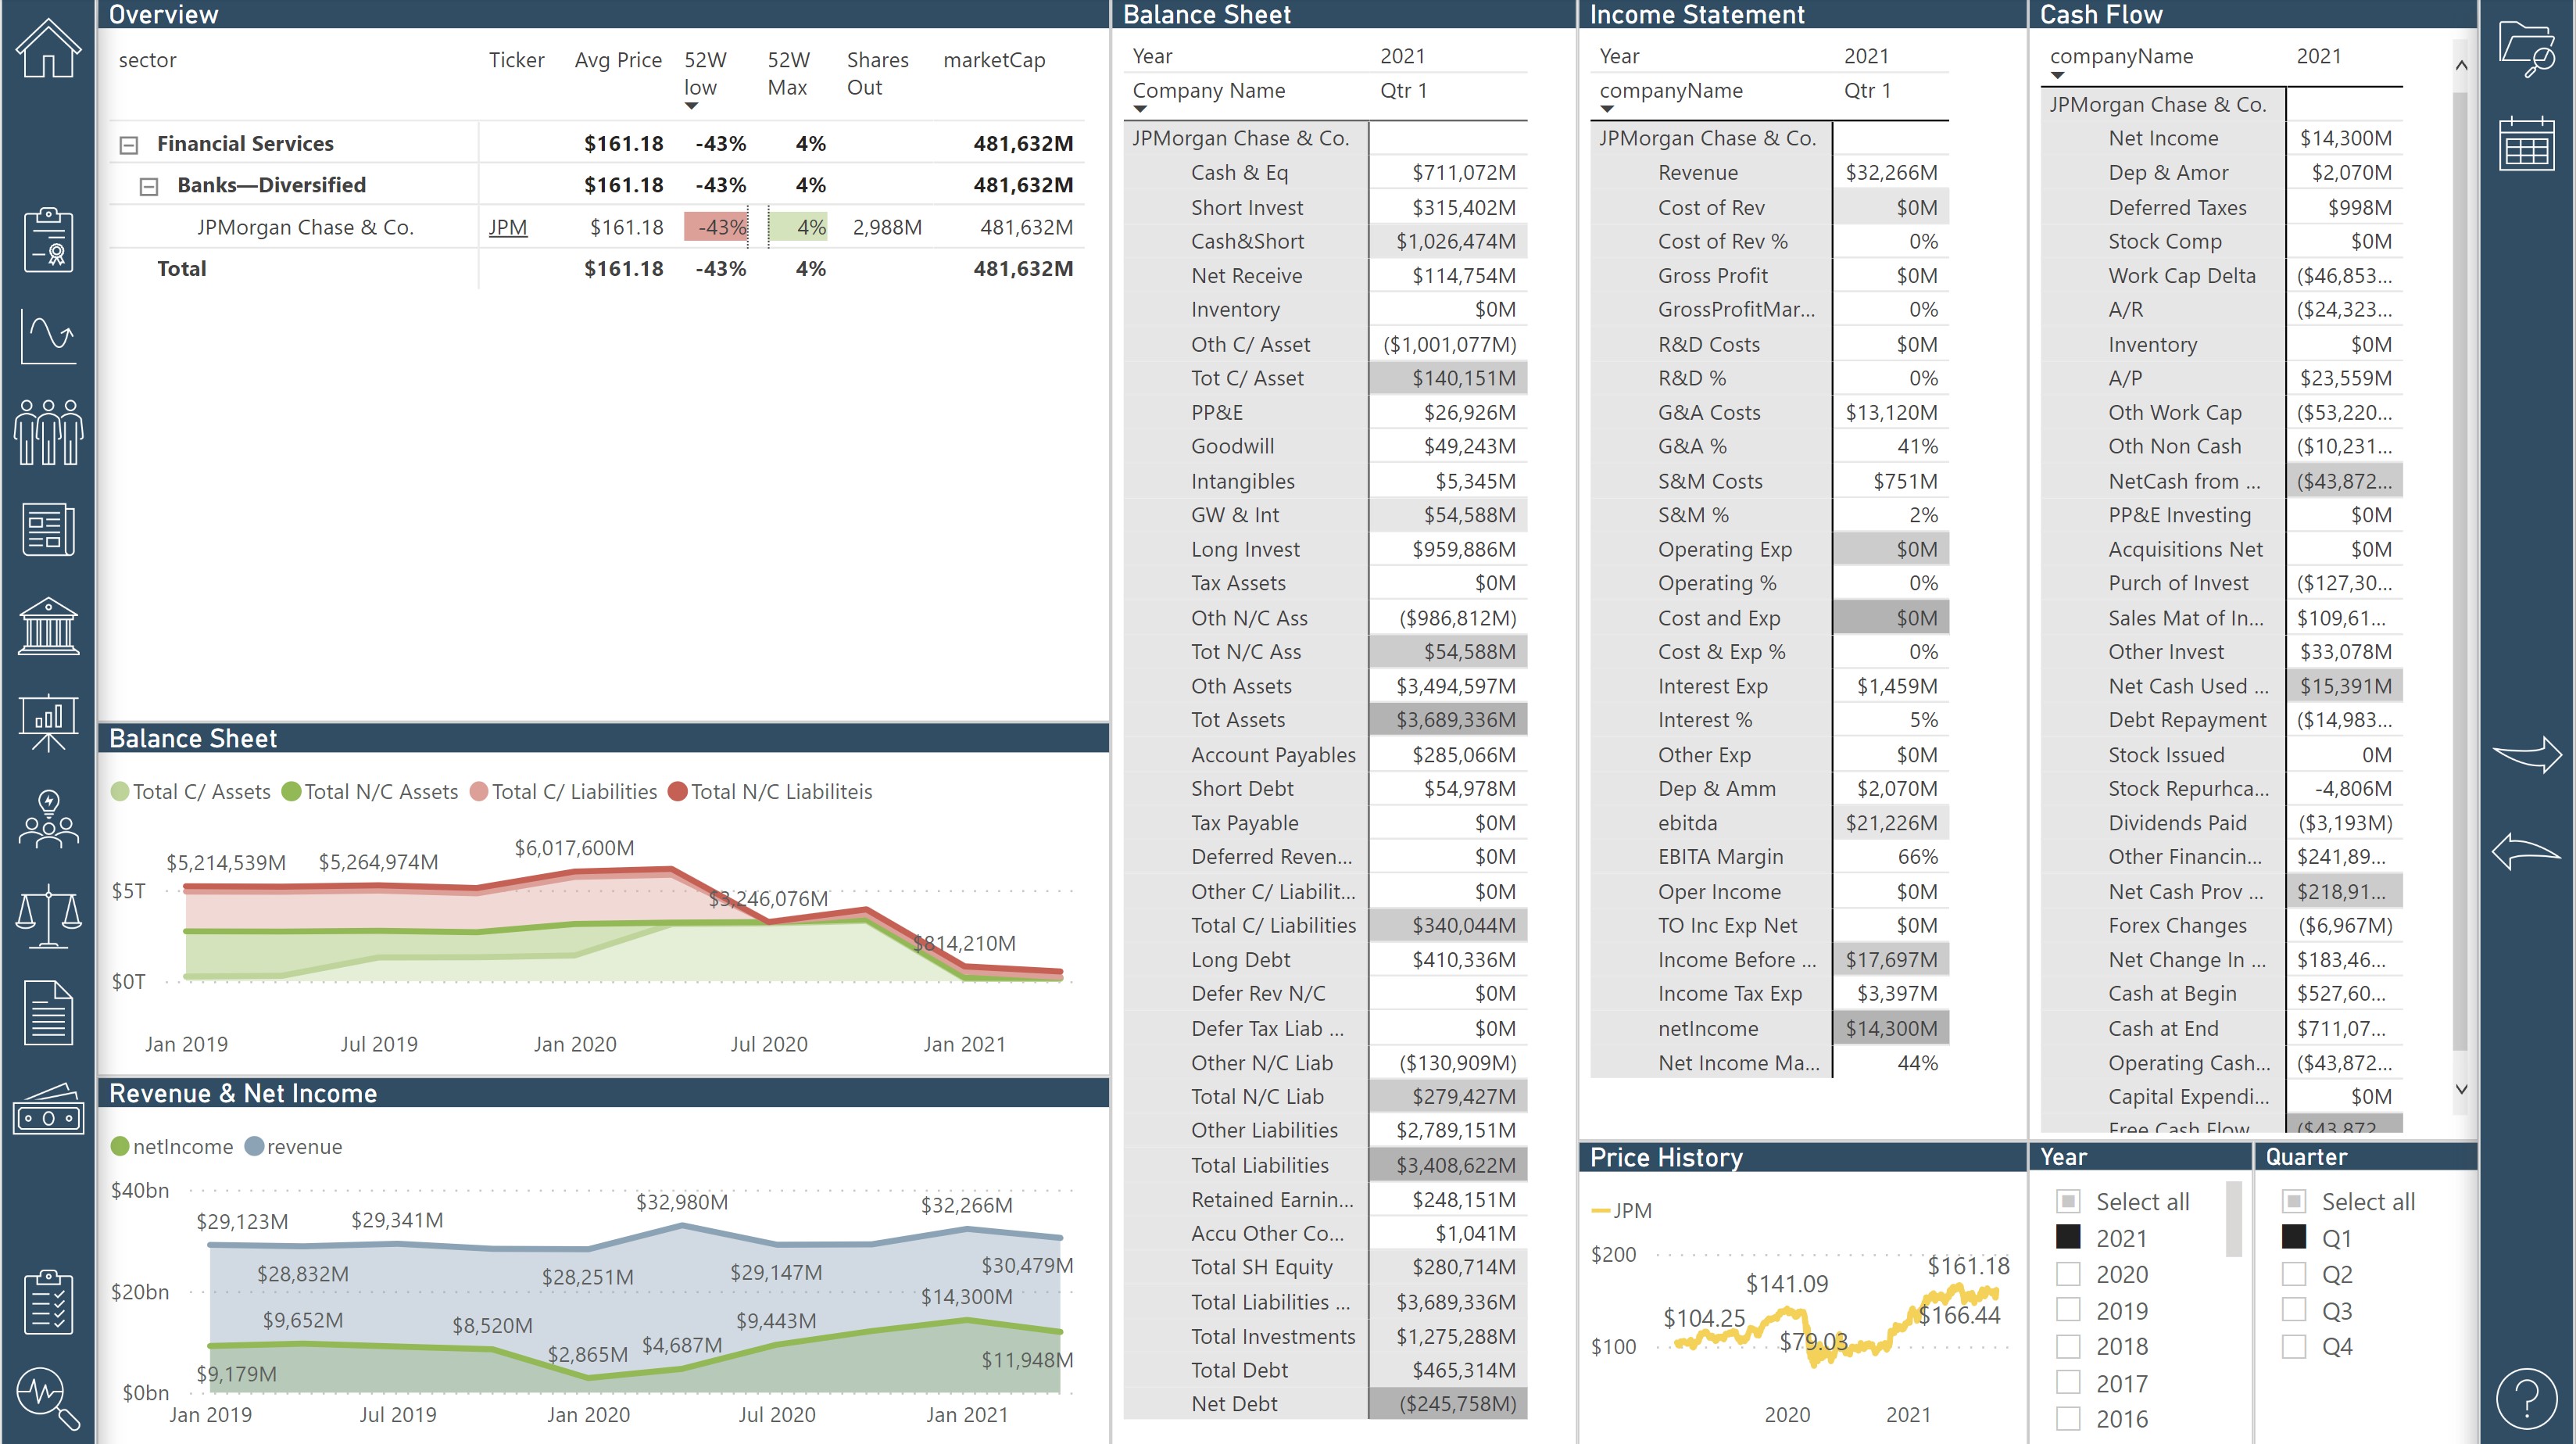 Overview
sector Ticker Avg Price 52W low 52W Max Shares Out marketCap
Financial Services $161.18 -43% 4% 481,632M
Banks—Diversified $161.18 -43% 4% 481,632M
JPMorgan Chase & Co. JPM $161.18 -43% 4% 2,988M 481,632M
Total $161.18 -43% 4% 481,632M
Balance Sheet
Total C/ Assets Total N/C Assets Total C/ Liabilities Total N/C Liabiliteis
$5,214,539M $5,264,974M $6,017,600M
$5T $3,246,076M
$814,210M
$0T
Jan 2019 Jul 2019 Jan 2020 Jul 2020 Jan 2021
Revenue & Net Income
netIncome revenue
$40bn
$29,123M $29,341M $32,980M $32,266M
$28,832M $28,251M $29,147M $30,479M
$20bn
$9,652M $8,520M $9,443M $14,300M
$9,179M $2,865M $4,687M $11,948M
$0bn
Jan 2019 Jul 2019 Jan 2020 Jul 2020 Jan 2021
Balance Sheet
Year 2021
Company Name Qtr 1
JPMorgan Chase & Co.
Cash & Eq $711,072M
Short Invest $315,402M
Cash&Short $1,026,474M
Net Receive $114,754M
Inventory $0M
Oth C/ Asset ($1,001,077M)
Tot C/ Asset $140,151M
PP&E $26,926M
Goodwill $49,243M
Intangibles $5,345M
GW & Int $54,588M
Long Invest $959,886M
Tax Assets $0M
Oth N/C Ass ($986,812M)
Tot N/C Ass $54,588M
Oth Assets $3,494,597M
Tot Assets $3,689,336M
Account Payables $285,066M
Short Debt $54,978M
Tax Payable $0M
Deferred Reven... $0M
Other C/ Liabilit... $0M
Total C/ Liabilities $340,044M
Long Debt $410,336M
Defer Rev N/C $0M
Defer Tax Liab ... $0M
Other N/C Liab ($130,909M)
Total N/C Liab $279,427M
Other Liabilities $2,789,151M
Total Liabilities $3,408,622M
Retained Earnin... $248,151M
Accu Other Co... $1,041M
Total SH Equity $280,714M
Total Liabilities ... $3,689,336M
Total Investments $1,275,288M
Total Debt $465,314M
Net Debt ($245,758M)
Income Statement
Year 2021
companyName Qtr 1
JPMorgan Chase & Co.
Revenue $32,266M
Cost of Rev $0M
Cost of Rev % 0%
Gross Profit $0M
GrossProfitMar... 0%
R&D Costs $0M
R&D % 0%
G&A Costs $13,120M
G&A % 41%
S&M Costs $751M
S&M % 2%
Operating Exp $0M
Operating % 0%
Cost and Exp $0M
Cost & Exp % 0%
Interest Exp $1,459M
Interest % 5%
Other Exp $0M
Dep & Amm $2,070M
ebitda $21,226M
EBITA Margin 66%
Oper Income $0M
TO Inc Exp Net $0M
Income Before ... $17,697M
Income Tax Exp $3,397M
netIncome $14,300M
Net Income Ma... 44%
Cash Flow
companyName 2021
JPMorgan Chase & Co.
Net Income $14,300M
Dep & Amor $2,070M
Deferred Taxes $998M
Stock Comp $0M
Work Cap Delta ($46,853...
A/R ($24,323...
Inventory $0M
A/P $23,559M
Oth Work Cap ($53,220...
Oth Non Cash ($10,231...
NetCash from ... ($43,872...
PP&E Investing $0M
Acquisitions Net $0M
Purch of Invest ($127,30...
Sales Mat of In... $109,61...
Other Invest $33,078M
Net Cash Used ... $15,391M
Debt Repayment ($14,983...
Stock Issued 0M
Stock Repurhca... -4,806M
Dividends Paid ($3,193M)
Other Financin... $241,89...
Net Cash Prov ... $218,91...
Forex Changes ($6,967M)
Net Change In ... $183,46...
Cash at Begin $527,60...
Cash at End $711,07...
Operating Cash... ($43,872...
Capital Expendi... $0M
Free Cash Flow ($43,872...
Price History
JPM
$200
$141.09 $161.18
$104.25 $166.44
$100 $79.03
2020 2021
Year
Select all
2021
2020
2019
2018
2017
2016
Quarter
Select all
Q1
Q2
Q3
Q4
?